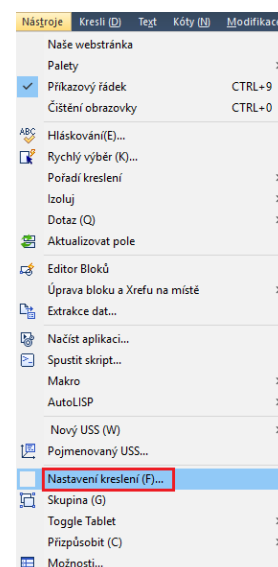 Nástroje Kresli (D) Text Kóty (N) Modifikace
Naše webstránka
Palety
Příkazový řádek CTRL+9
Čištění obrazovky CTRL+0
ABC Hláskování(E)...
Rychlý výběr (K)...
Pořadí kreslení
Izoluj
Dotaz (Q)
Aktualizovat pole
Editor Bloků
Úprava bloku a Xrefu na místě
Extrakce dat...
Načíst aplikaci...
Spustit skript...
Makro
AutoLISP
Nový USS (W)
Pojmenovaný USS...
Nastavení kreslení (F)...
Skupina (G)
Toggle Tablet
Přizpůsobit (C)
Možnosti...